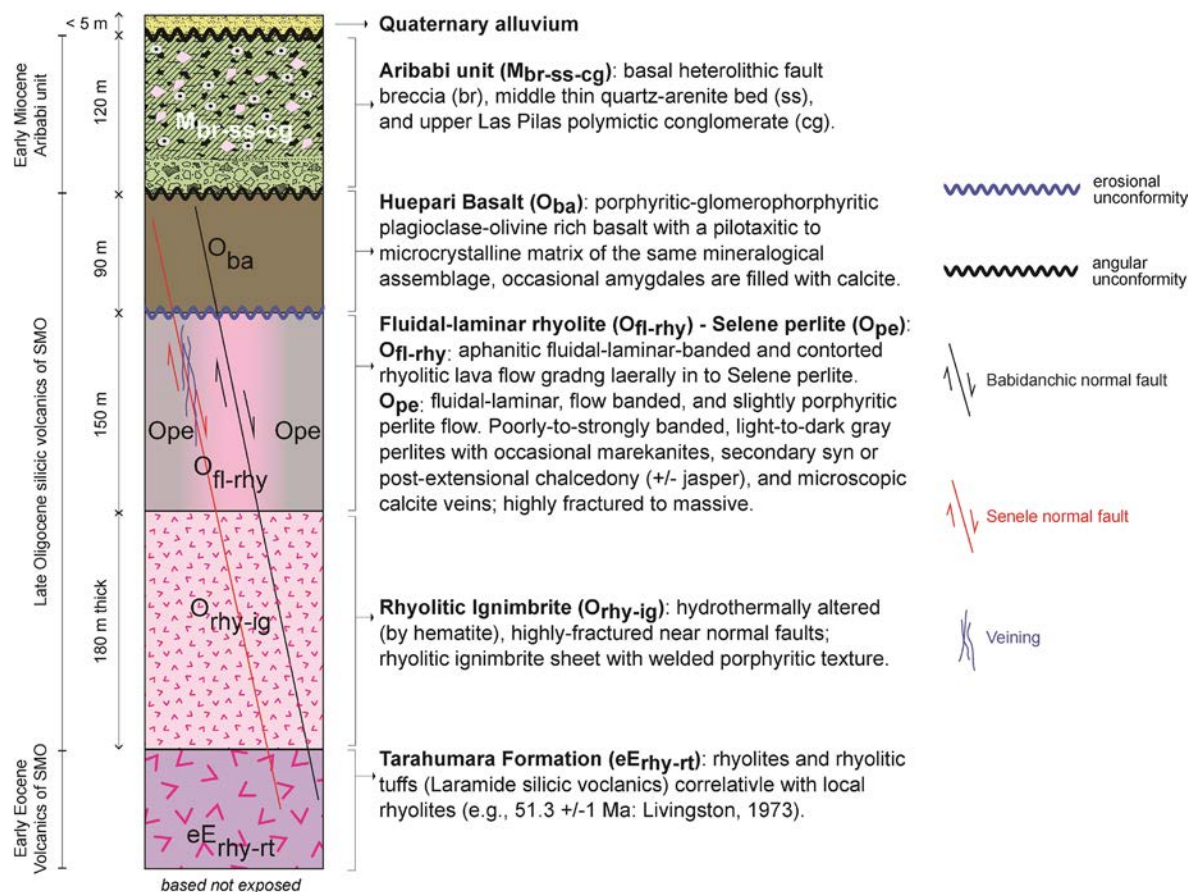 < 5 m
Early Miocene
Aribabi unit
120 m
Mbr-ss-cg
Late Oligocene silicic volcanics of SMO
90 m
Oba
1500 m
Ope
Ope
Ofl-rhy
1800 m thick
Orhy-ig
Early Eocene
Volcanics of SMO
eErhy-rt
based not exposed
Quaternary alluvium
Aribabi unit (Mbr-ss-cg): basal heterolithic fault
breccia (br), middle thin quartz-arenite bed (ss),
and upper Las Pilas polymictic conglomerate (cg).
Huepari Basalt (Oba): porphyritic-glomerophorphyritic
plagioclase-olivine rich basalt with a pilotaxitic to
microcrystalline matrix of the same mineralogical
assemblage, occasional amygdales are filled with calcite.
Fluidal-laminar rhyolite (Ofl-rhy) - Selene perlite (Ope):
Ofl-rhy: aphanitic fluidal-laminar-banded and contorted
rhyolitic lava flow gradng laerally in to Selene perlite.
Ope: fluidal-laminar, flow banded, and slightly porphyritic
perlite flow. Poorly-to-strongly banded, light-to-dark gray
perlites with occasional marekanites, secondary syn or
post-extensional chalcedony (+/- jasper), and microscopic
calcite veins; highly fractured to massive.
Rhyolitic Ignimbrite (Orhy-ig): hydrothermally altered
(by hematite), highly-fractured near normal faults;
rhyolitic ignimbrite sheet with welded porphyritic texture.
Tarahumara Formation (eErhy-rt): rhyolites and rhyolitic
tuffs (Laramide silicic voclanics) correlativle with local
rhyolites (e.g., 51.3 +/-1 Ma: Livingston, 1973).
erosional
unconformity
angular
unconformity
Babidanchic normal fault
Senele normal fault
Veining